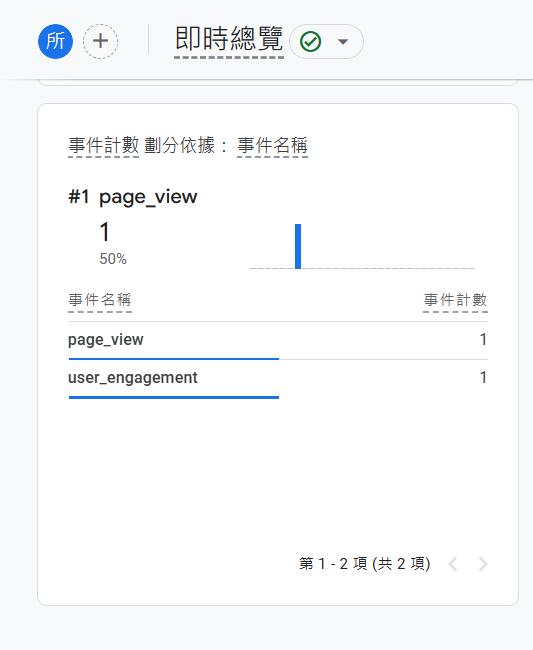 所 + 即時總覽
事件計數 劃分依據： 事件名稱
#1 page_view
1
50%
事件名稱 事件計數
page_view 1
user_engagement 1
第 1 - 2 項 (共 2 項)